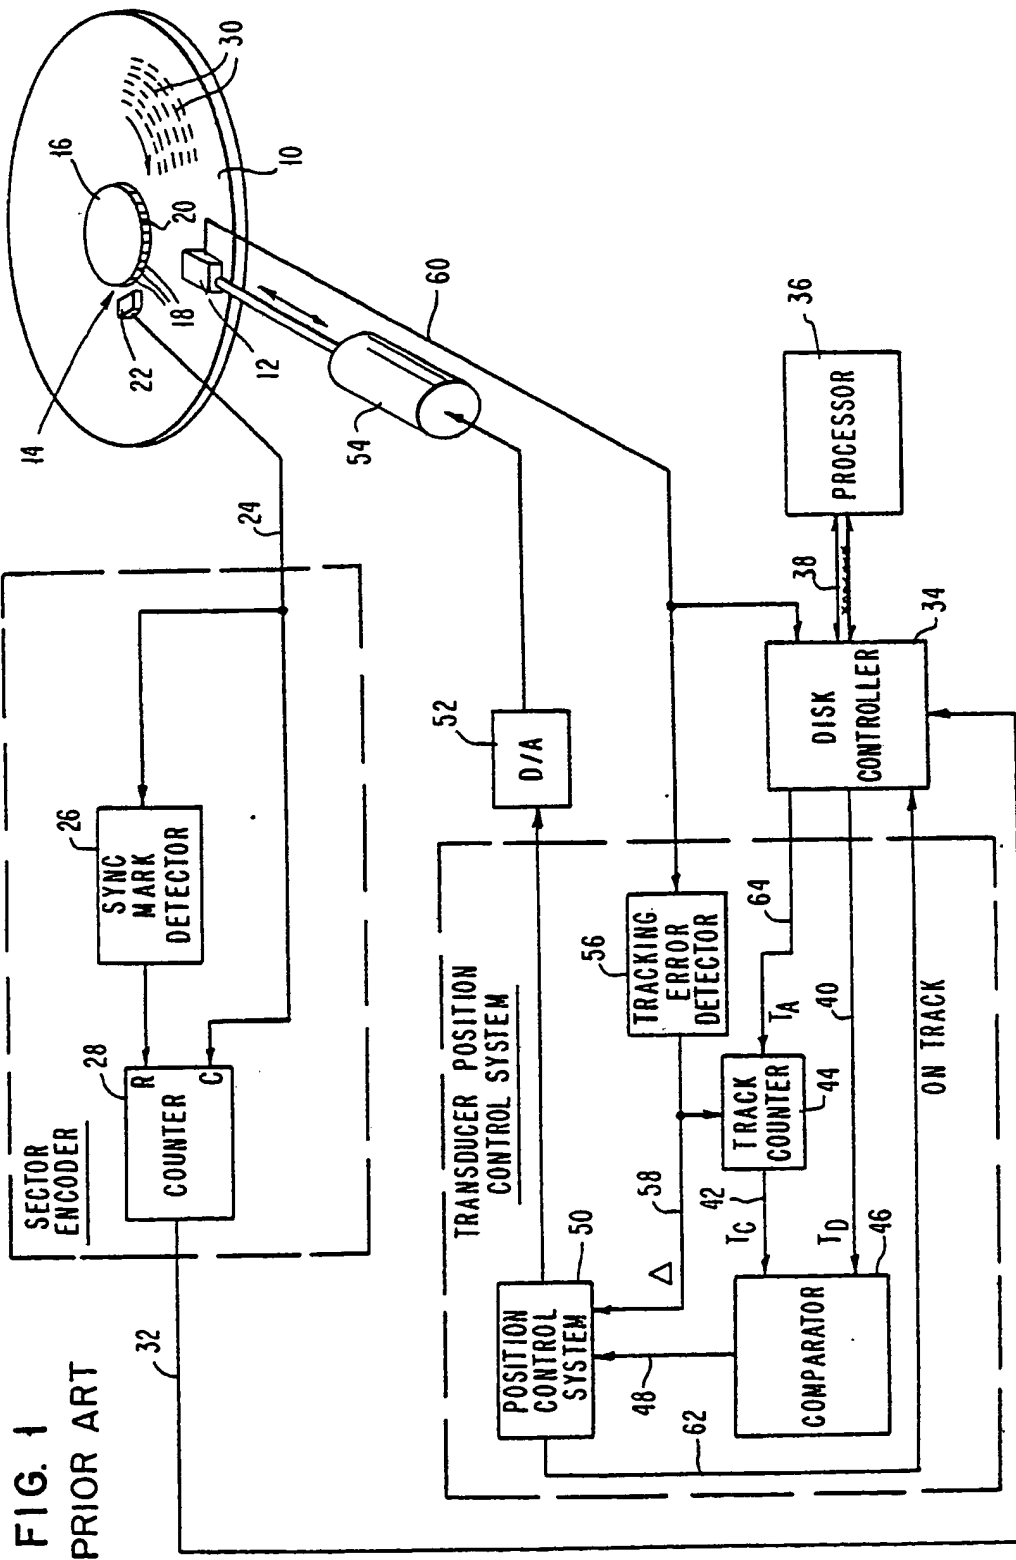 FIG. 1
PRIOR ART
SECTOR
ENCODER
28
COUNTER
R
C
26
SYNC
MARK
DETECTOR
24
14
22
18
16
20
12
10
30
32
TRANSDUCER POSITION
CONTROL SYSTEM
52
D/A
54
60
50
POSITION
CONTROL
SYSTEM
Δ
58
56
TRACKING
ERROR
DETECTOR
48
62
COMPARATOR
46
TC
42
TD
TRACK
COUNTER
44
TA
64
40
ON TRACK
DISK
CONTROLLER
34
38
PROCESSOR
36